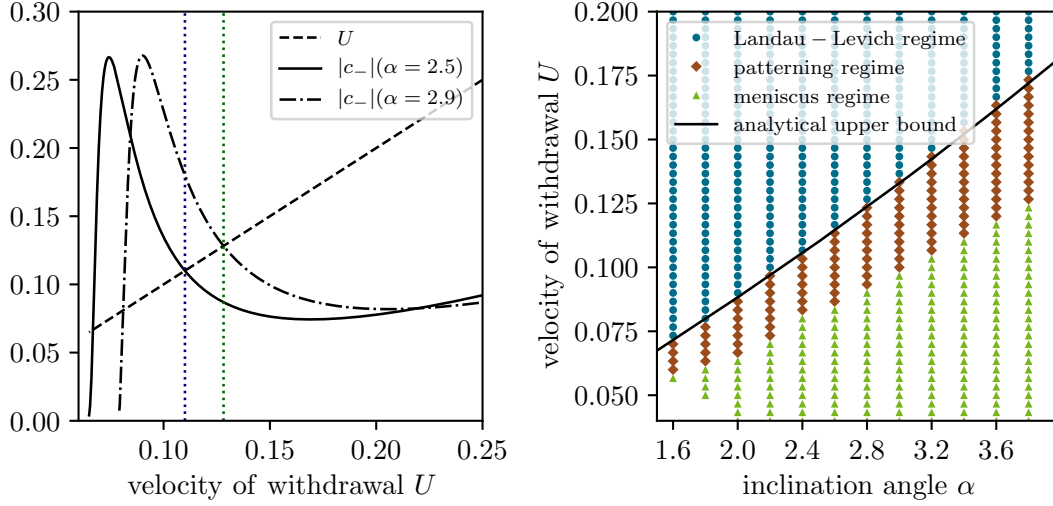 0.30
0.25
0.20
0.15
0.10
0.05
0.00
0.10
0.15
0.20
0.25
velocity of withdrawal U
U
|c₋|(α = 2.5)
|c₋|(α = 2.9)
velocity of withdrawal U
0.200
0.175
0.150
0.125
0.100
0.075
0.050
1.6
2.0
2.4
2.8
3.2
3.6
inclination angle α
Landau − Levich regime
patterning regime
meniscus regime
analytical upper bound